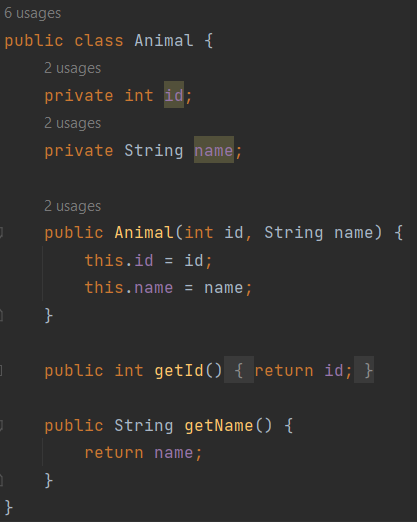 6 usages
public class Animal {
2 usages
private int id;
2 usages
private String name;
2 usages
public Animal(int id, String name) {
this.id = id;
this.name = name;
}
public int getId() { return id; }
public String getName() {
return name;
}
}